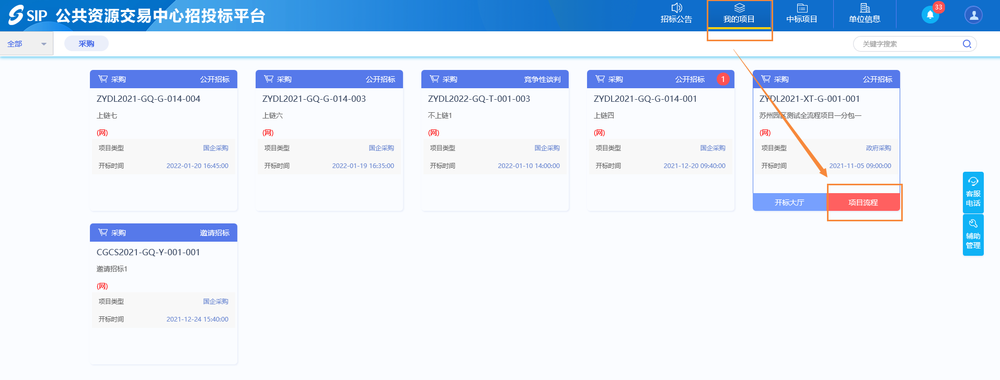 SIP 公共资源交易中心招投标平台
招标公告
我的项目
中标项目
单位信息
33
全部
采购
关键字搜索
采购 公开招标
ZYDL2021-GQ-G-014-004
上链七
(网)
项目类型 国企采购
开标时间 2022-01-20 16:45:00
采购 公开招标
ZYDL2021-GQ-G-014-003
上链六
(网)
项目类型 国企采购
开标时间 2022-01-19 16:35:00
采购 竞争性谈判
ZYDL2022-GQ-T-001-003
不上链1
(网)
项目类型 国企采购
开标时间 2022-01-10 14:00:00
采购 公开招标 1
ZYDL2021-GQ-G-014-001
上链四
(网)
项目类型 国企采购
开标时间 2021-12-20 09:40:00
采购 公开招标
ZYDL2021-XT-G-001-001
苏州园区测试全流程项目一分包一
(网)
项目类型 政府采购
开标时间 2021-11-05 09:00:00
开标大厅 项目流程
采购 邀请招标
CGCS2021-GQ-Y-001-001
邀请招标1
(网)
项目类型 国企采购
开标时间 2021-12-24 15:40:00
客服
电话
辅助
管理